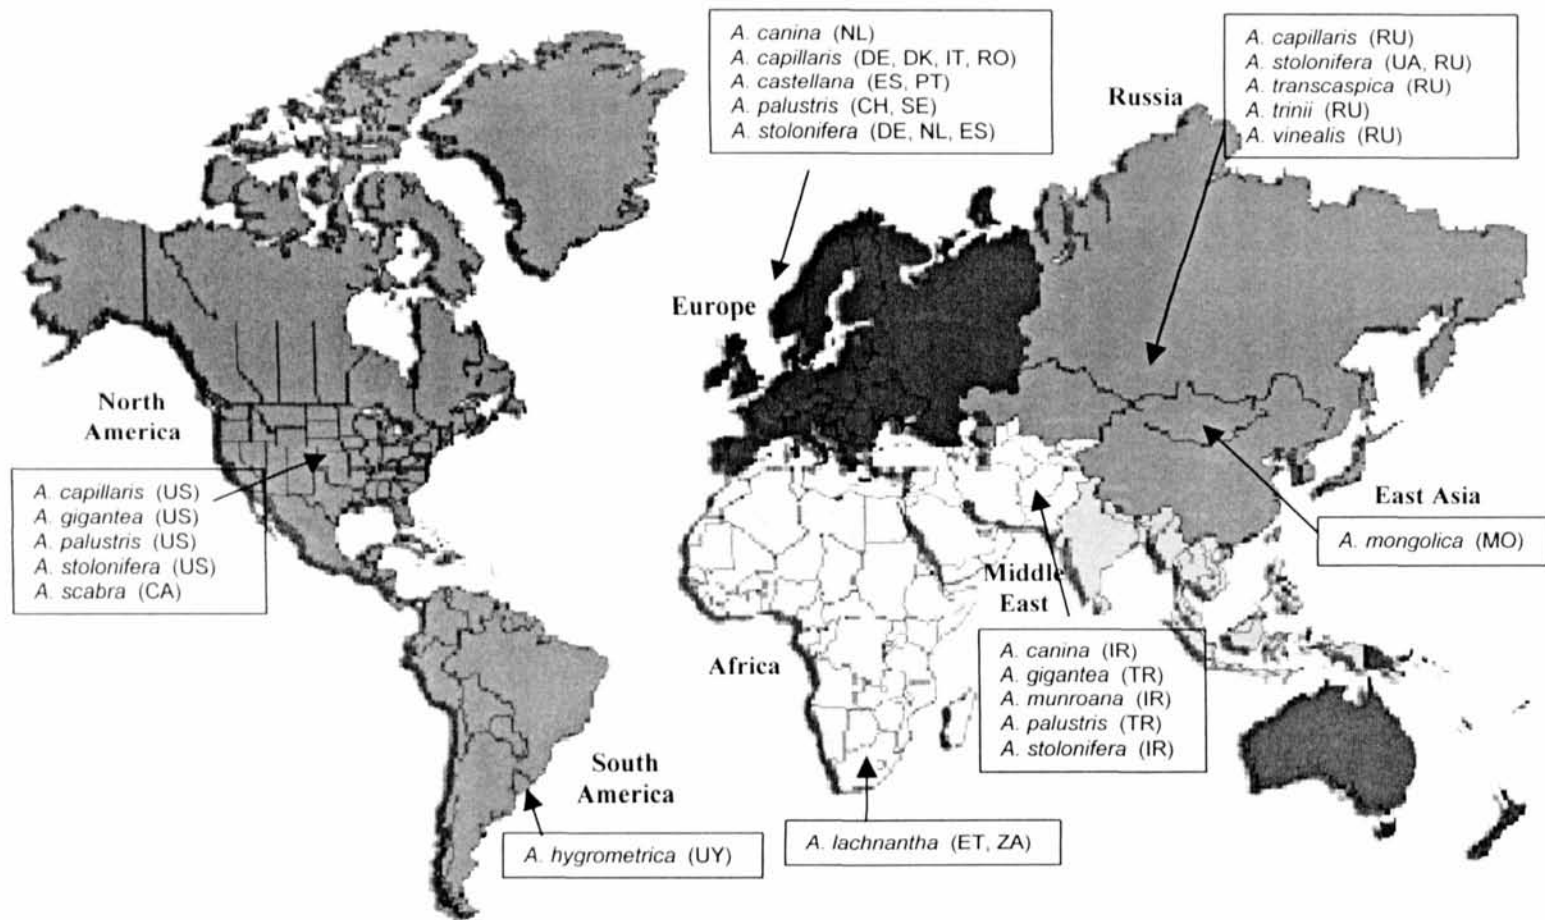 A. canina (NL)
A. capillaris (DE, DK, IT, RO)
A. castellana (ES, PT)
A. palustris (CH, SE)
A. stolonifera (DE, NL, ES)
A. capillaris (RU)
A. stolonifera (UA, RU)
A. transcaspica (RU)
A. trinii (RU)
A. vinealis (RU)
Russia
Europe
North
America
A. capillaris (US)
A. gigantea (US)
A. palustris (US)
A. stolonifera (US)
A. scabra (CA)
East Asia
A. mongolica (MO)
Middle
East
A. canina (IR)
A. gigantea (TR)
A. munroana (IR)
A. palustris (TR)
A. stolonifera (IR)
Africa
A. lachnantha (ET, ZA)
South
America
A. hygrometrica (UY)